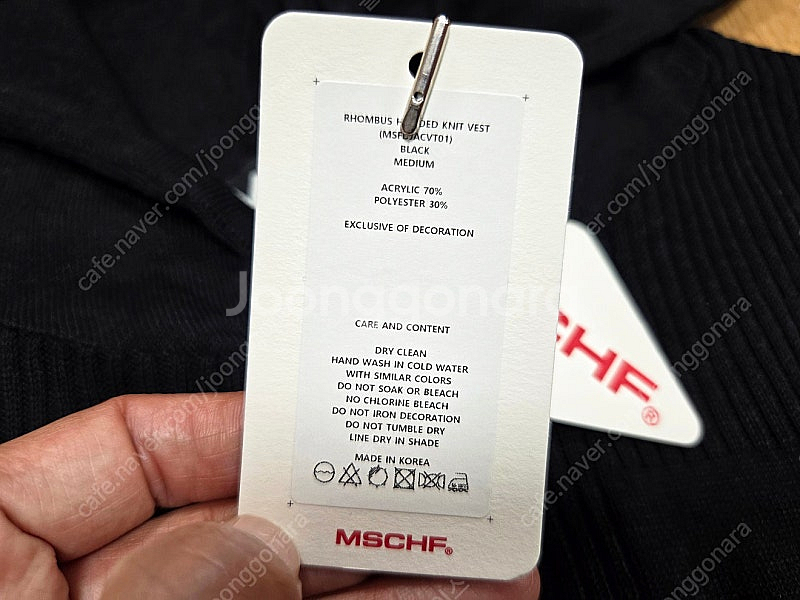 RHOMBUS KNIT VEST
BLACK
MEDIUM
ACRYLIC 70%
POLYESTER 30%
EXCLUSIVE OF DECORATION
CARE AND CONTENT
DRY CLEAN
HAND WASH IN COLD WATER
WITH SIMILAR COLORS
DO NOT SOAK OR BLEACH
NO CHLORINE BLEACH
DO NOT IRON DECORATION
DO NOT TUMBLE DRY
LINE DRY IN SHADE
MADE IN KOREA
MSCHF®
CHF®
Joonggonara
cafe.naver.com/joonggonara
cafe.naver.com/joonggonara
cafe.naver.com/joonggonara
cafe.naver.com/joonggonara